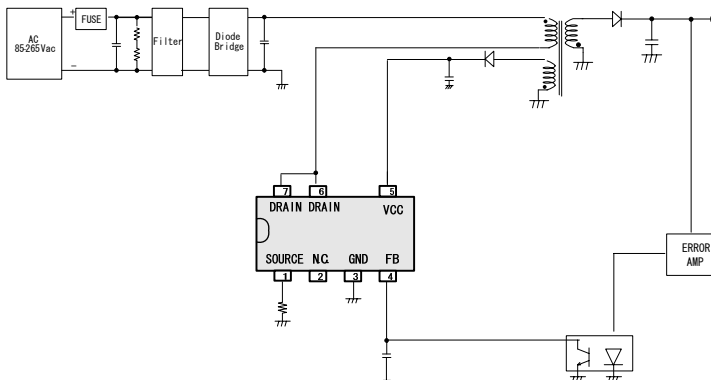 AC
85-265Vac
+
-
FUSE
Filter
Diode
Bridge
7 6 5
DRAIN DRAIN VCC
SOURCE N.C. GND FB
1 2 3 4
ERROR
AMP